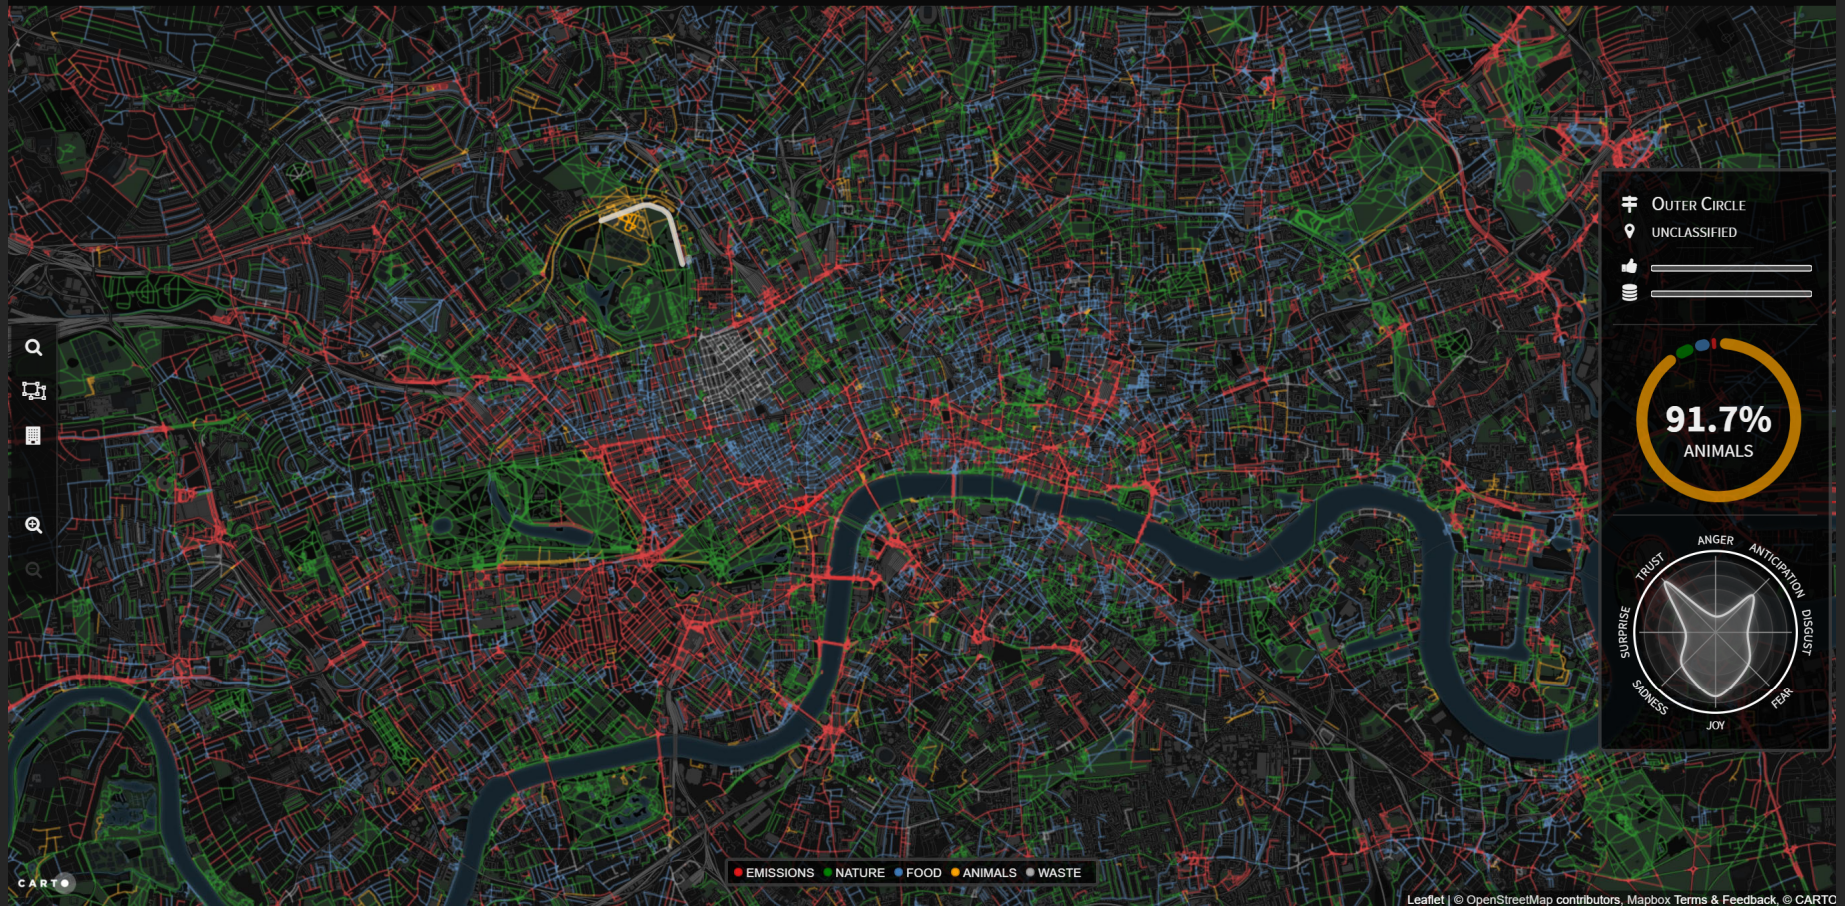 Outer Circle
UNCLASSIFIED
91.7%
ANIMALS
ANGER
ANTICIPATION
DISGUST
FEAR
JOY
SADNESS
SURPRISE
TRUST
EMISSIONS NATURE FOOD ANIMALS WASTE
CARTO
Leaflet | © OpenStreetMap contributors, Mapbox Terms & Feedback, © CARTO